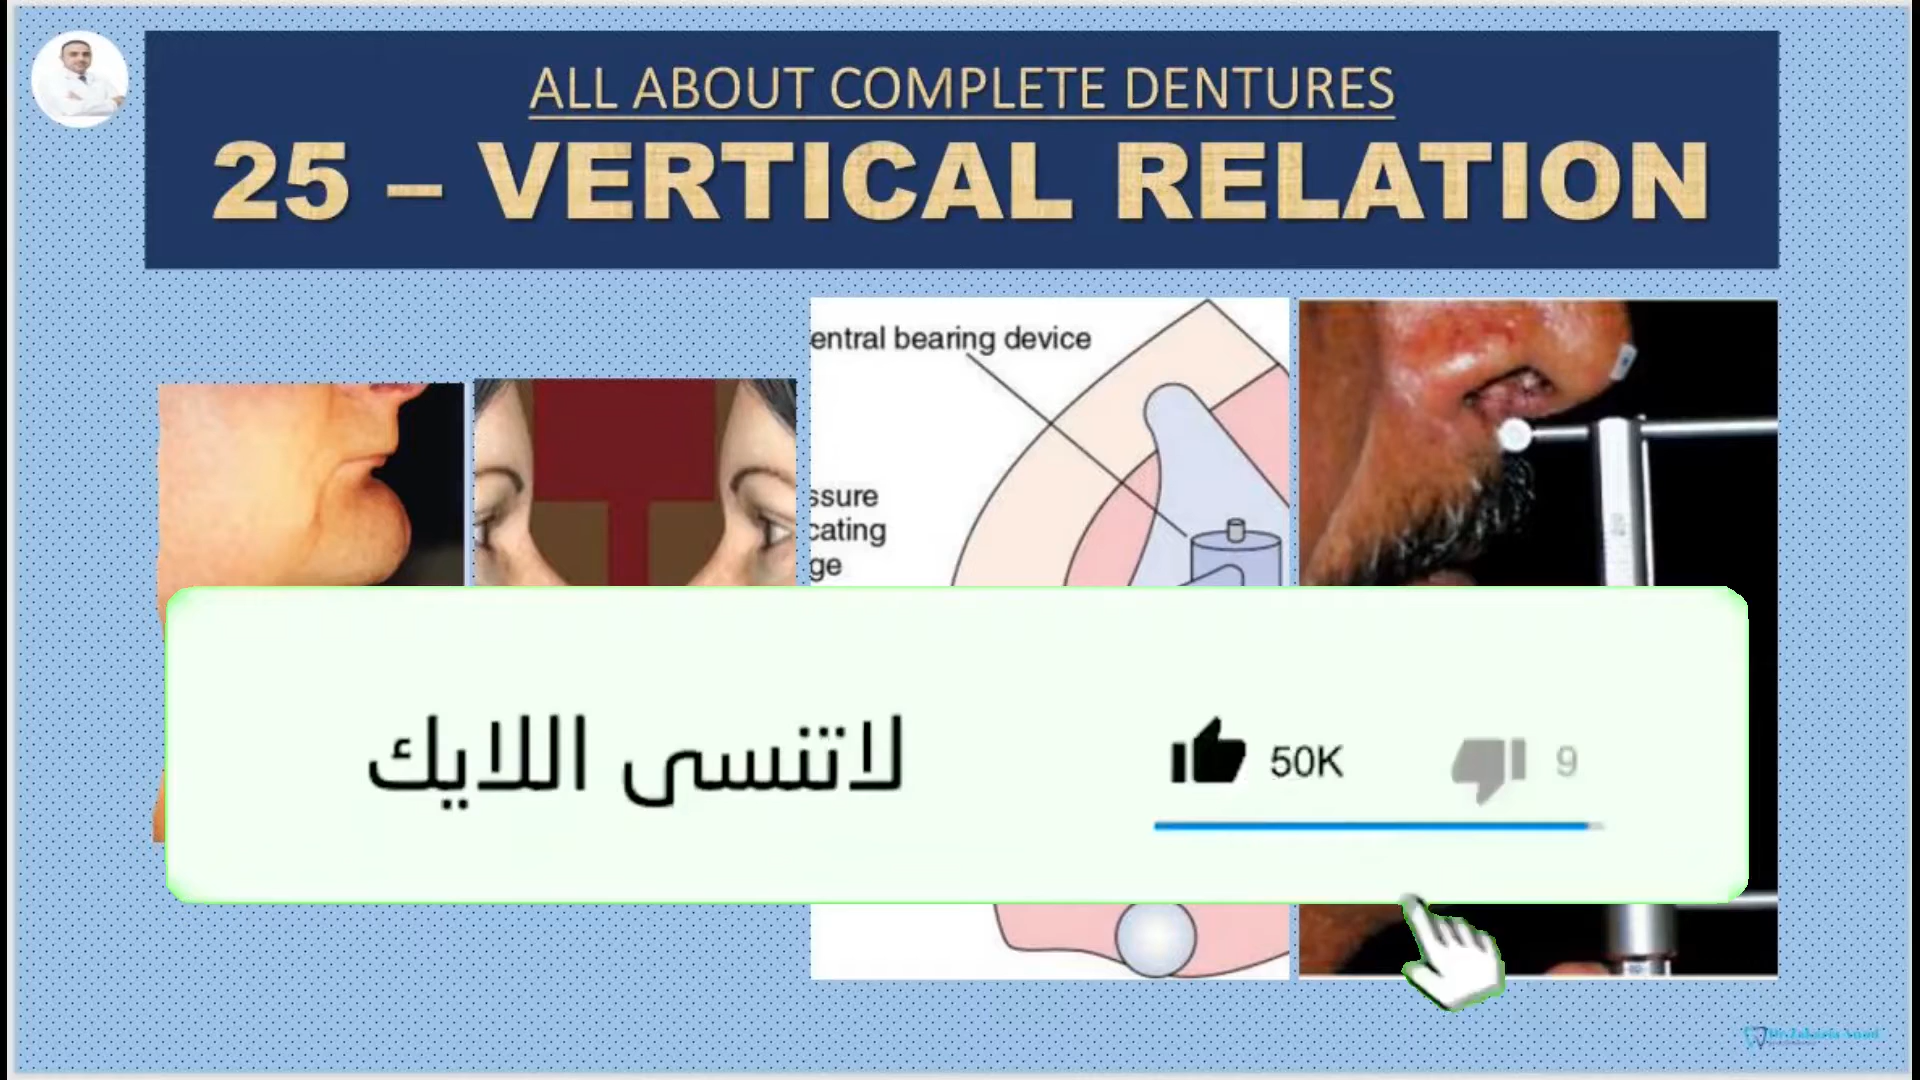 ALL ABOUT COMPLETE DENTURES
25 – VERTICAL RELATION
entral bearing device
ssure
cating
ge
لاتنسى اللايك
50K
9